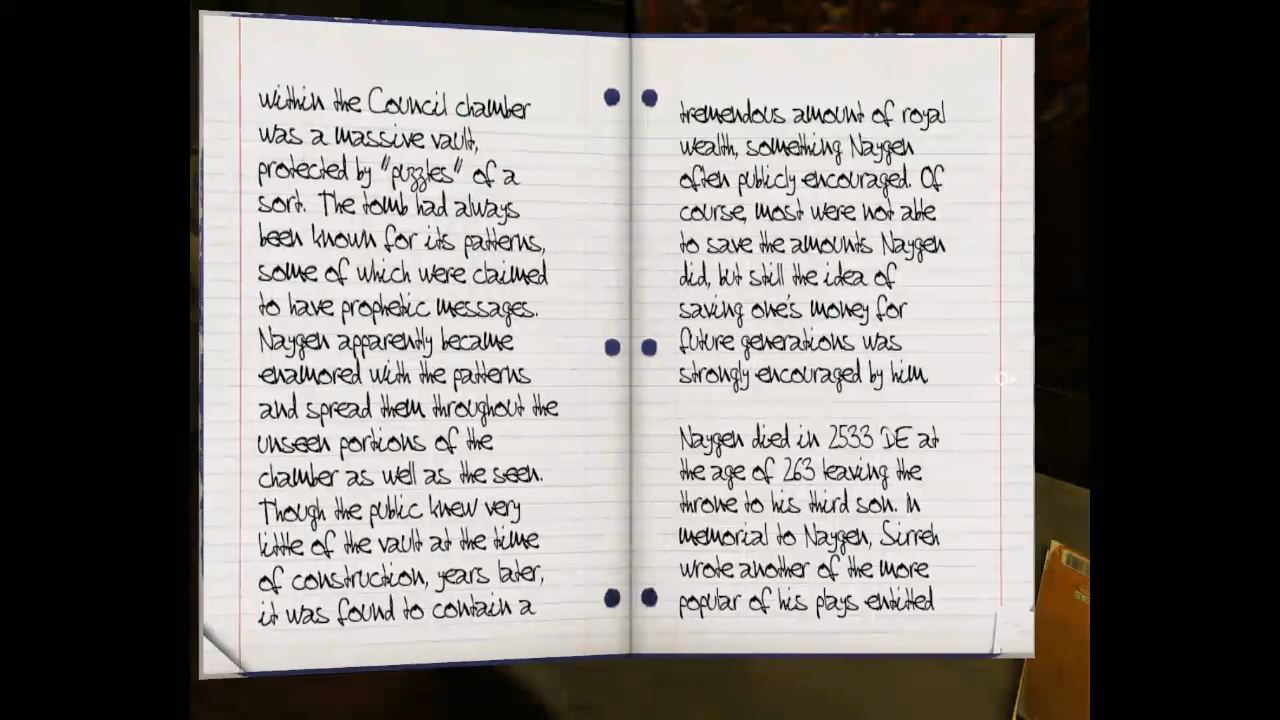 within the Council chamber
was a massive vault,
protected by "puzzles" of a
sort. The tomb had always
been known for its patterns,
some of which were claimed
to have prophetic messages.
Naygen apparently became
enamored with the patterns
and spread them throughout the
unseen portions of the
chamber as well as the seen.
Though the public knew very
little of the vault at the time
of construction, years later,
it was found to contain a
tremendous amount of royal
wealth, something Naygen
often publicly encouraged. Of
course, most were not able
to save the amounts Naygen
did, but still the idea of
saving one's money for
future generations was
strongly encouraged by him.
Naygen died in 2533 DE at
the age of 263 leaving the
throne to his third son. In
memorial to Naygen, Sirreh
wrote another of the more
popular of his plays entitled